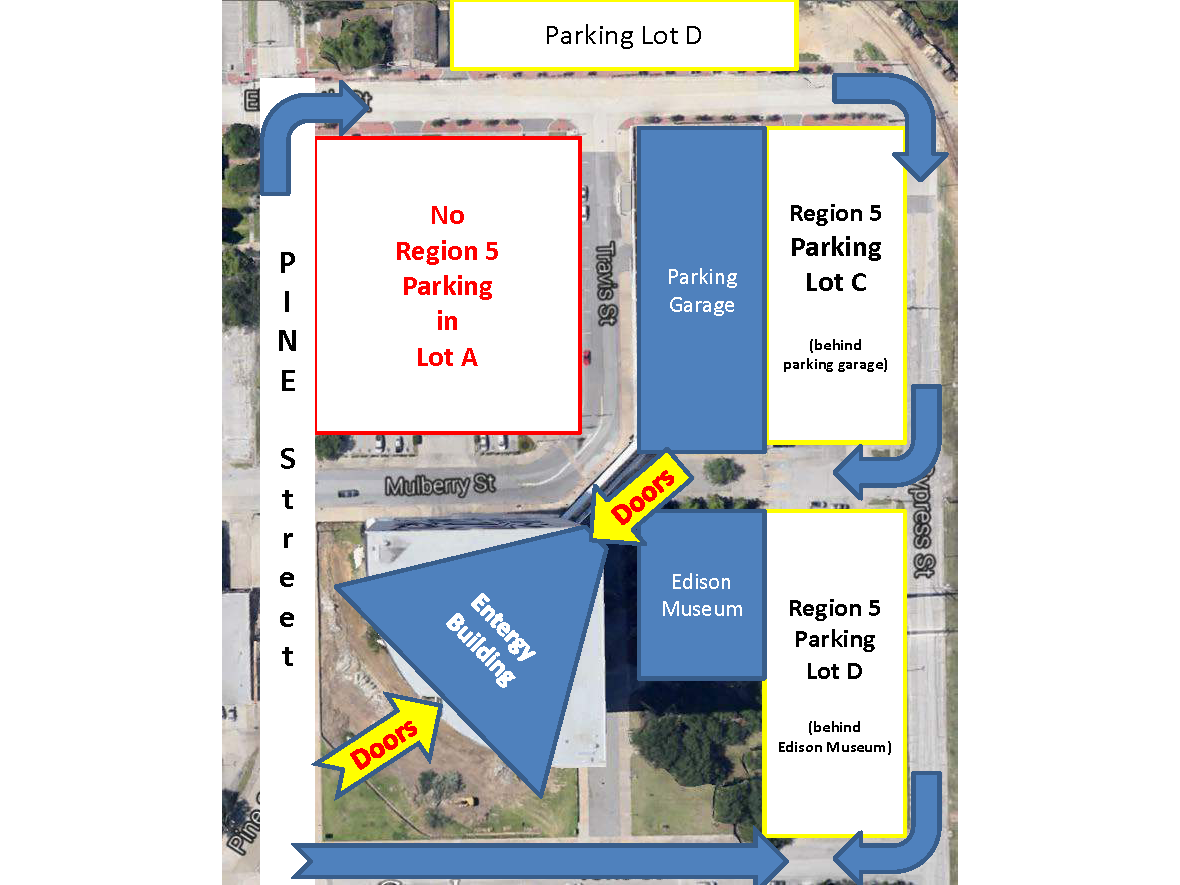 Parking Lot D
No
Region 5
Parking
in
Lot A
Travis St
Parking
Garage
Region 5
Parking
Lot C
(behind
parking garage)
PINE Street
Mulberry St
Doors
Cypress St
Edison
Museum
Entergy
Building
Region 5
Parking
Lot D
(behind
Edison Museum)
Doors
Pine